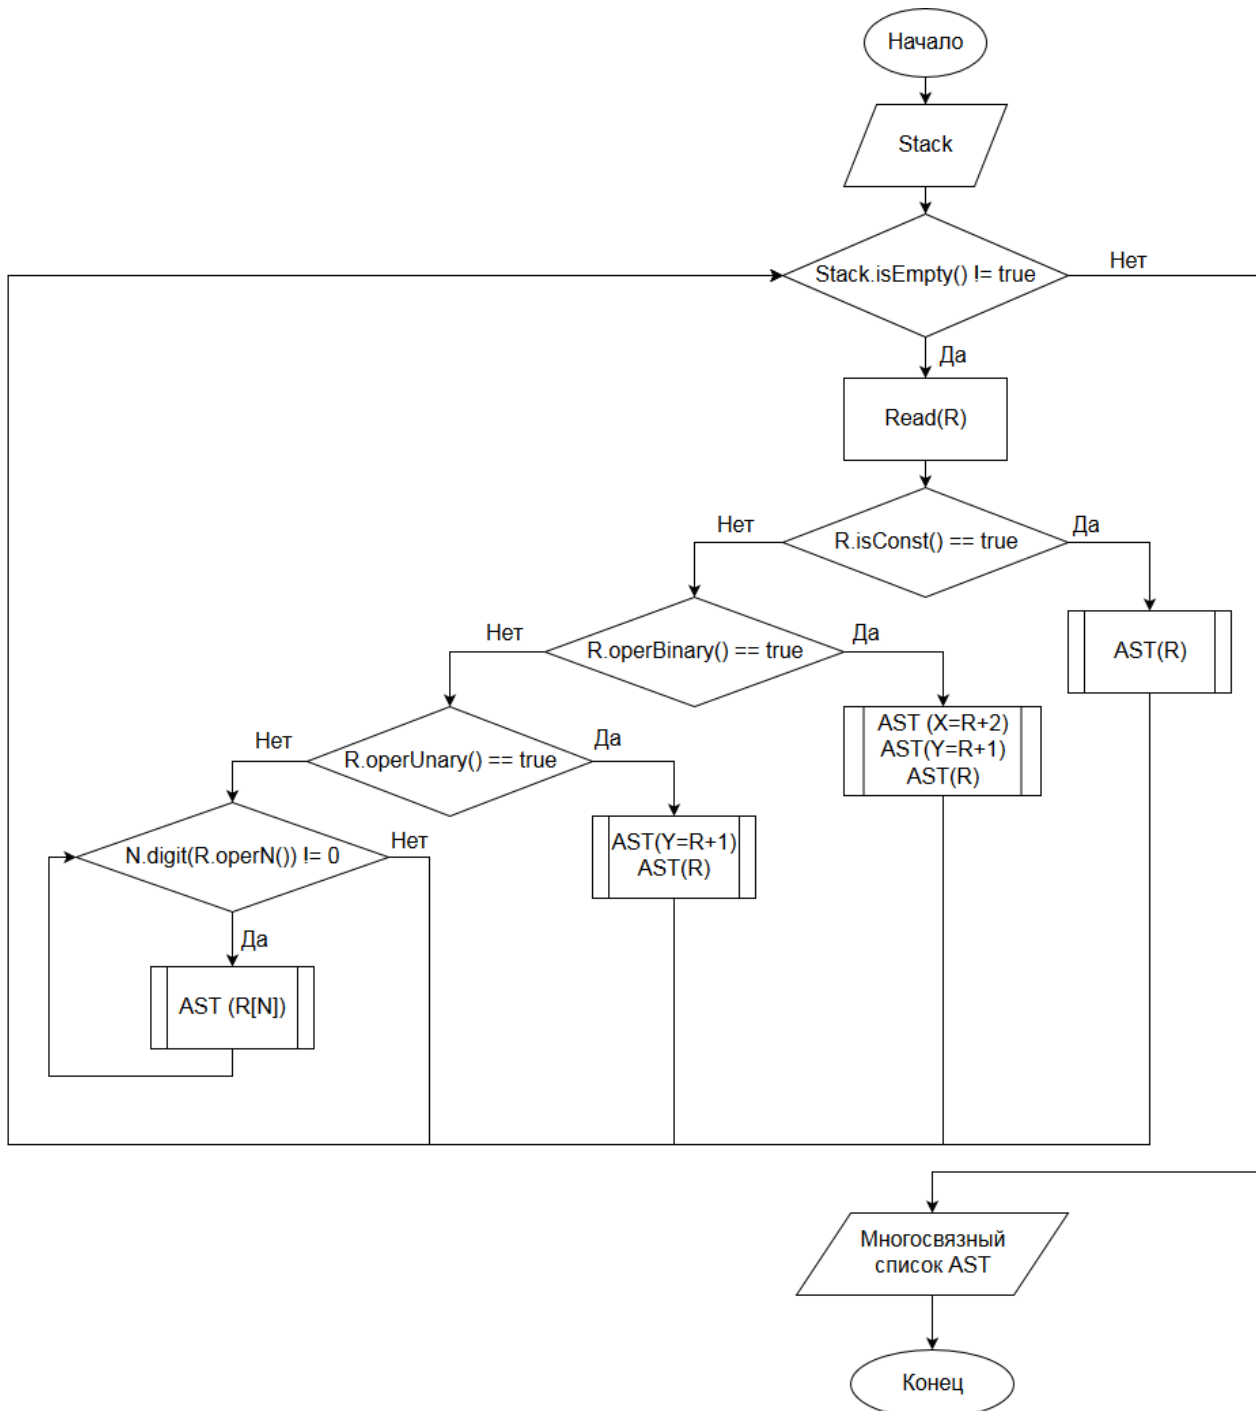 Начало
Stack
Stack.isEmpty() != true
Нет
Да
Read(R)
R.isConst() == true
Нет
Да
R.operBinary() == true
Нет
Да
AST(R)
R.operUnary() == true
Нет
Да
AST (X=R+2)
AST(Y=R+1)
AST(R)
N.digit(R.operN()) != 0
Нет
Да
AST(Y=R+1)
AST(R)
AST (R[N])
Многосвязный
список AST
Конец